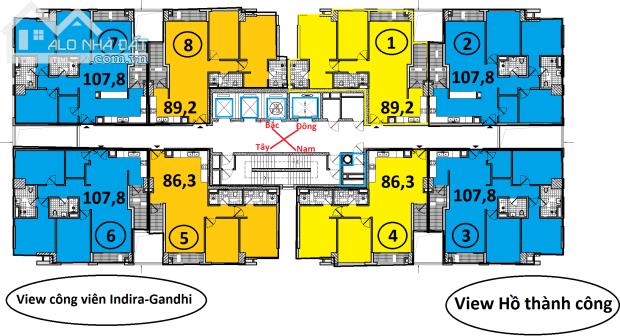 ALO NHÀ ĐẤT
.com.vn
7
8
1
2
107,8
89,2
89,2
107,8
Bắc
Đông
Tây
Nam
107,8
86,3
86,3
107,8
6
5
4
3
View công viên Indira-Gandhi
View Hồ thành công